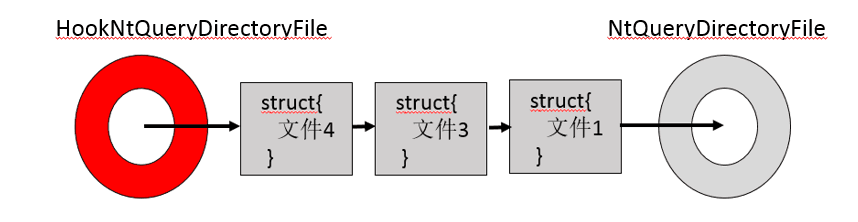 HookNtQueryDirectoryFile
NtQueryDirectoryFile
struct{
文件4
}
struct{
文件3
}
struct{
文件1
}